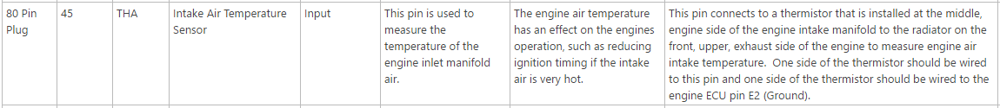 80 Pin
Plug
45
THA
Intake Air Temperature
Sensor
Input
This pin is used to
measure the
temperature of the
engine inlet manifold
air.
The engine air temperature
has an effect on the engines
operation, such as reducing
ignition timing if the intake
air is very hot.
This pin connects to a thermistor that is installed at the middle,
engine side of the engine intake manifold to the radiator on the
front, upper, exhaust side of the engine to measure engine air
intake temperature.  One side of the thermistor should be wired
to this pin and one side of the thermistor should be wired to the
engine ECU pin E2 (Ground).